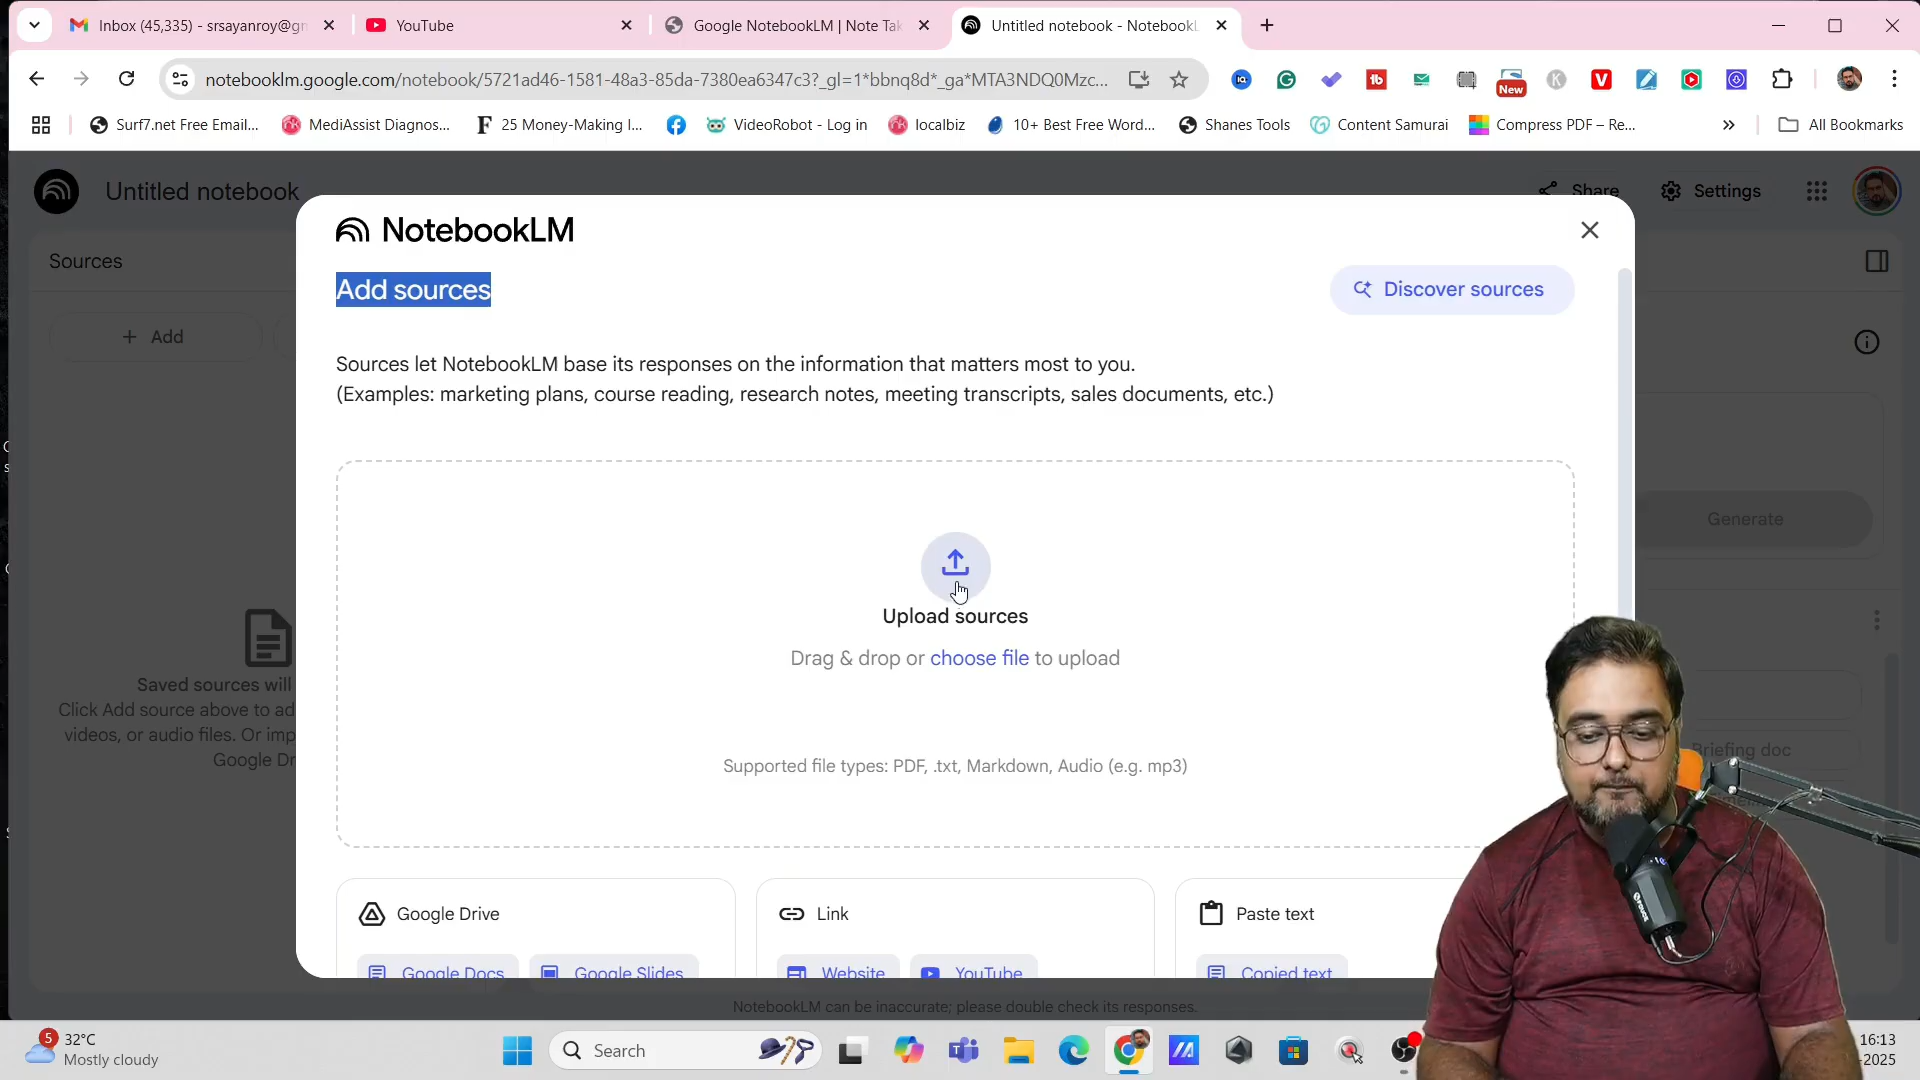 Inbox (45,335) - srsayanroy@gm
YouTube
Google NotebookLM | Note Tak
Untitled notebook - NotebookL
notebooklm.google.com/notebook/5721ad46-1581-48a3-85da-7380ea6347c3?_gl=1*bbnq8d*_ga*MTA3NDQ0Mzc...
New
Surf7.net Free Email...
MediAssist Diagnos...
25 Money-Making I...
VideoRobot - Log in
localbiz
10+ Best Free Word...
Shanes Tools
Content Samurai
Compress PDF – Re...
All Bookmarks
Untitled notebook
Share
Settings
NotebookLM
Sources
Add sources
Discover sources
Add
Sources let NotebookLM base its responses on the information that matters most to you.
(Examples: marketing plans, course reading, research notes, meeting transcripts, sales documents, etc.)
Generate
Upload sources
Drag & drop or choose file to upload
Saved sources will
Click Add source above to ad
videos, or audio files. Or imp
Google Dr
Supported file types: PDF, .txt, Markdown, Audio (e.g. mp3)
Briefing doc
Google Drive
Link
Paste text
Google Docs
Google Slides
Website
YouTube
Copied text
NotebookLM can be inaccurate; please double check its responses.
5
32°C
Mostly cloudy
Search
16:13
-2025